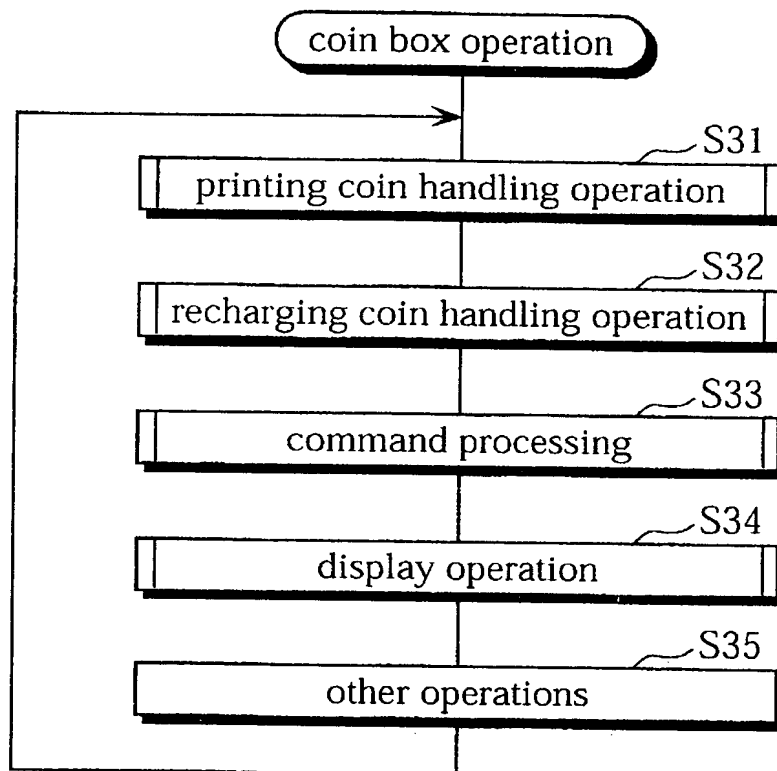 coin box operation
S31
printing coin handling operation
S32
recharging coin handling operation
S33
command processing
S34
display operation
S35
other operations